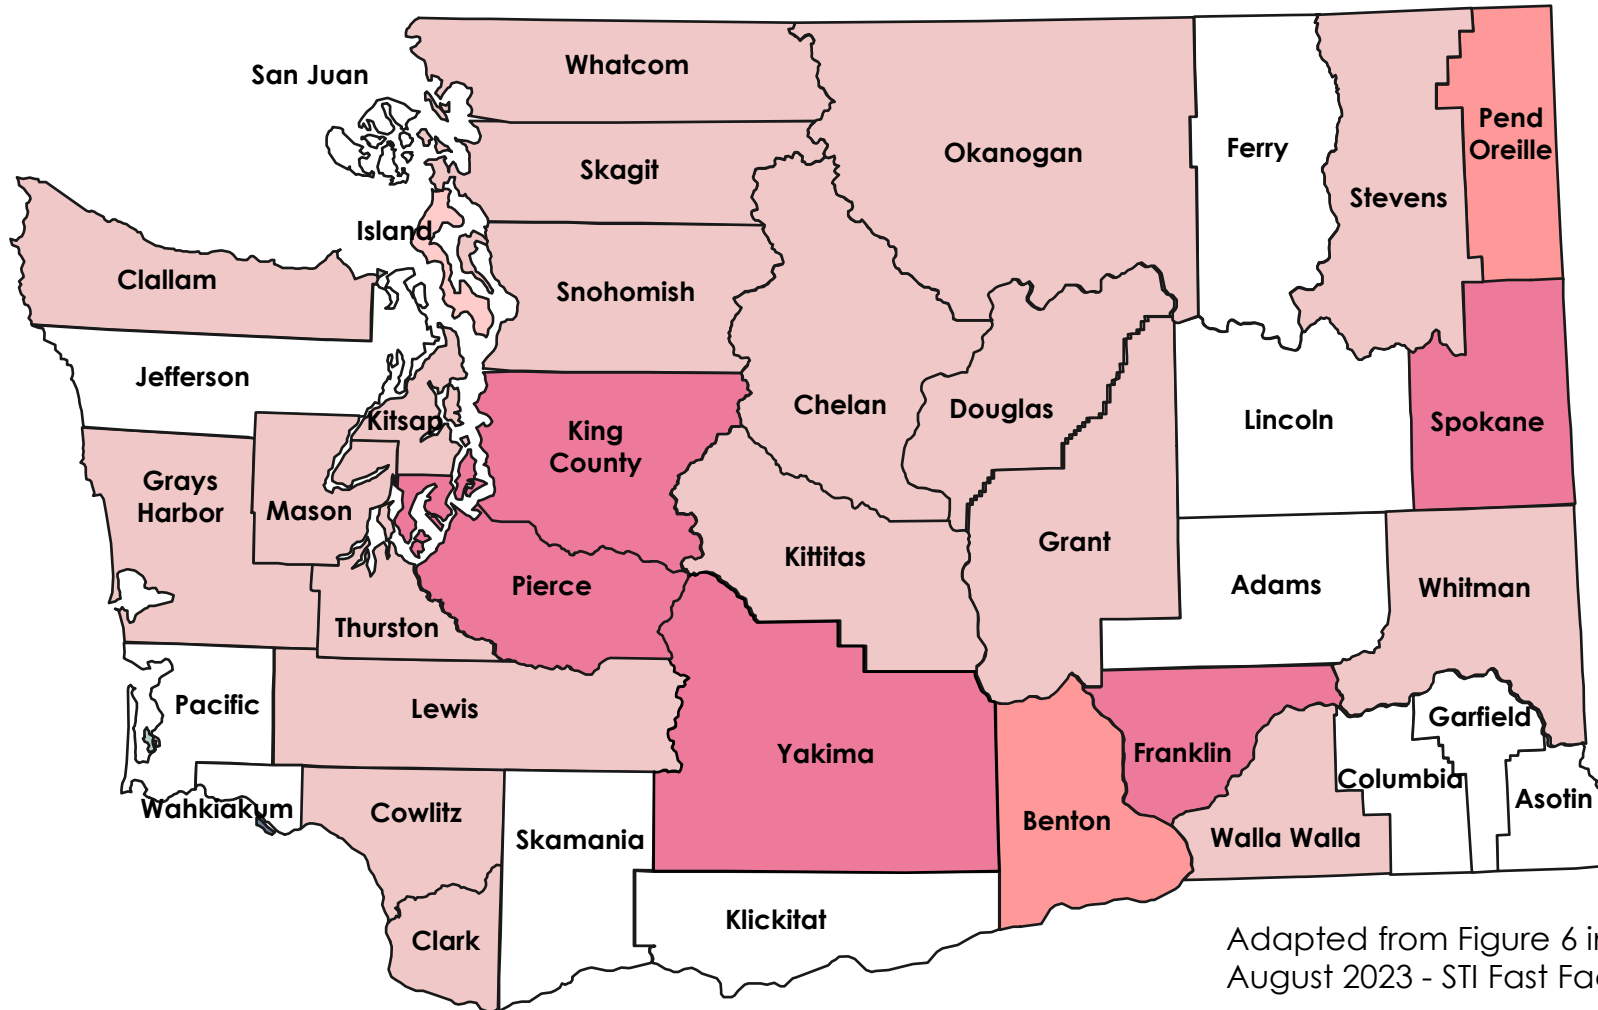 San Juan
Whatcom
Skagit
Okanogan
Ferry
Pend
Oreille
Stevens
Island
Clallam
Snohomish
Jefferson
Kitsap
King
County
Chelan
Douglas
Lincoln
Spokane
Grays
Harbor
Mason
Kittitas
Grant
Adams
Whitman
Pierce
Thurston
Pacific
Lewis
Yakima
Franklin
Garfield
Columbia
Asotin
Wahkiakum
Cowlitz
Skamania
Benton
Walla Walla
Klickitat
Clark
Adapted from Figure 6 in
August 2023 - STI Fast